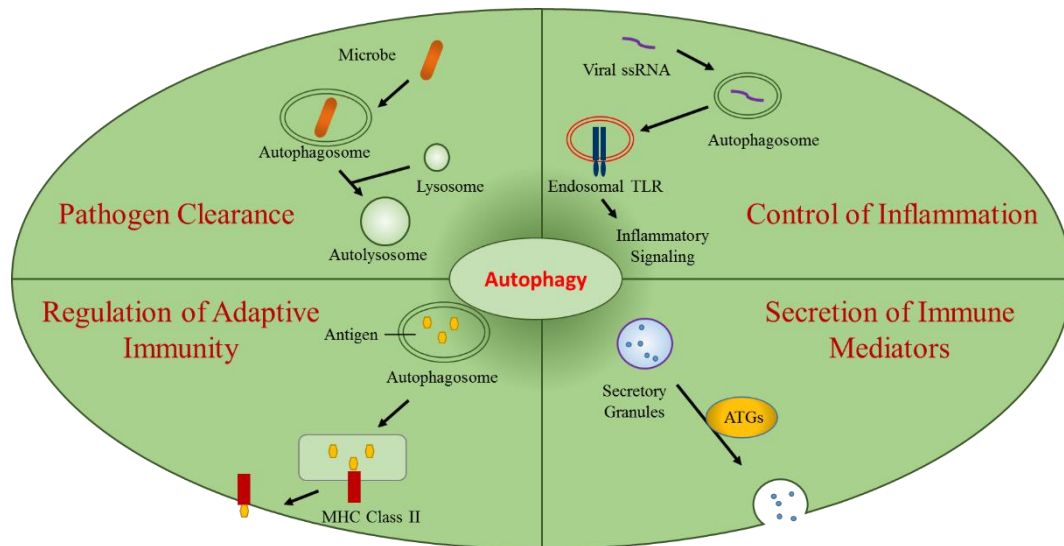 Microbe
Autophagosome
Lysosome
Pathogen Clearance
Autolysosome
Viral ssRNA
Autophagosome
Endosomal TLR
Control of Inflammation
Inflammatory
Signaling
Autophagy
Regulation of Adaptive
Immunity
Antigen
Autophagosome
MHC Class II
Secretion of Immune
Mediators
Secretory
Granules
ATGs